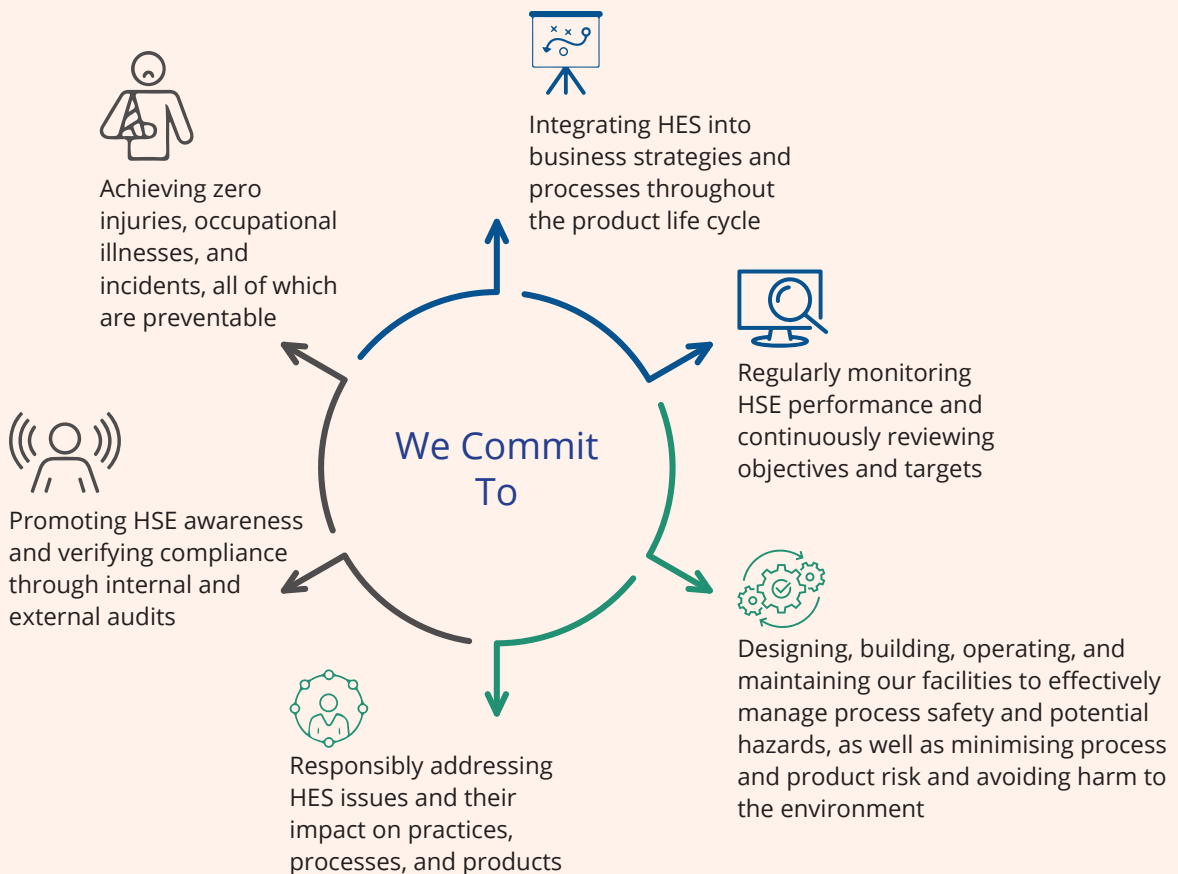 We Commit
To
Integrating HES into
business strategies and
processes throughout
the product life cycle
Regularly monitoring
HSE performance and
continuously reviewing
objectives and targets
Designing, building, operating, and
maintaining our facilities to effectively
manage process safety and potential
hazards, as well as minimising process
and product risk and avoiding harm to
the environment
Responsibly addressing
HES issues and their
impact on practices,
processes, and products
Promoting HSE awareness
and verifying compliance
through internal and
external audits
Achieving zero
injuries, occupational
illnesses, and
incidents, all of which
are preventable